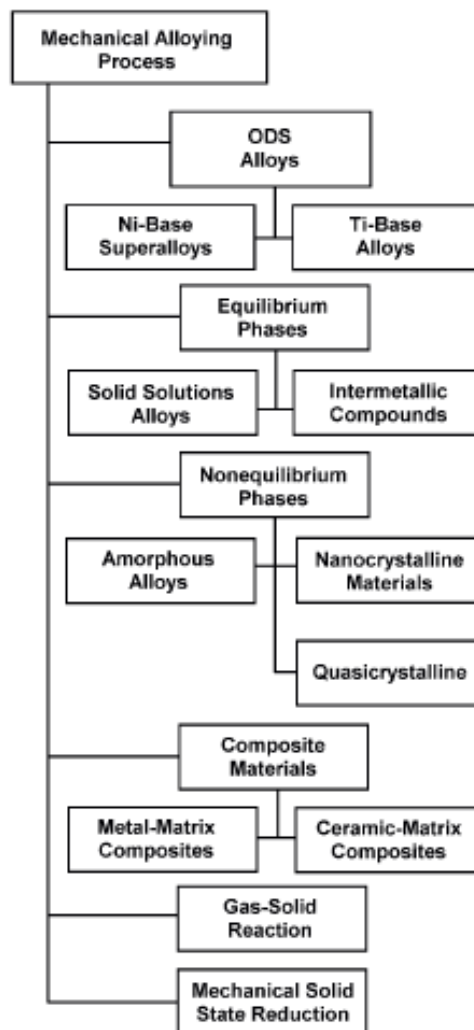 Mechanical Alloying
Process
ODS
Alloys
Ni-Base
Superalloys
Ti-Base
Alloys
Equilibrium
Phases
Solid Solutions
Alloys
Intermetallic
Compounds
Nonequilibrium
Phases
Amorphous
Alloys
Nanocrystalline
Materials
Quasicrystalline
Composite
Materials
Metal-Matrix
Composites
Ceramic-Matrix
Composites
Gas-Solid
Reaction
Mechanical Solid
State Reduction